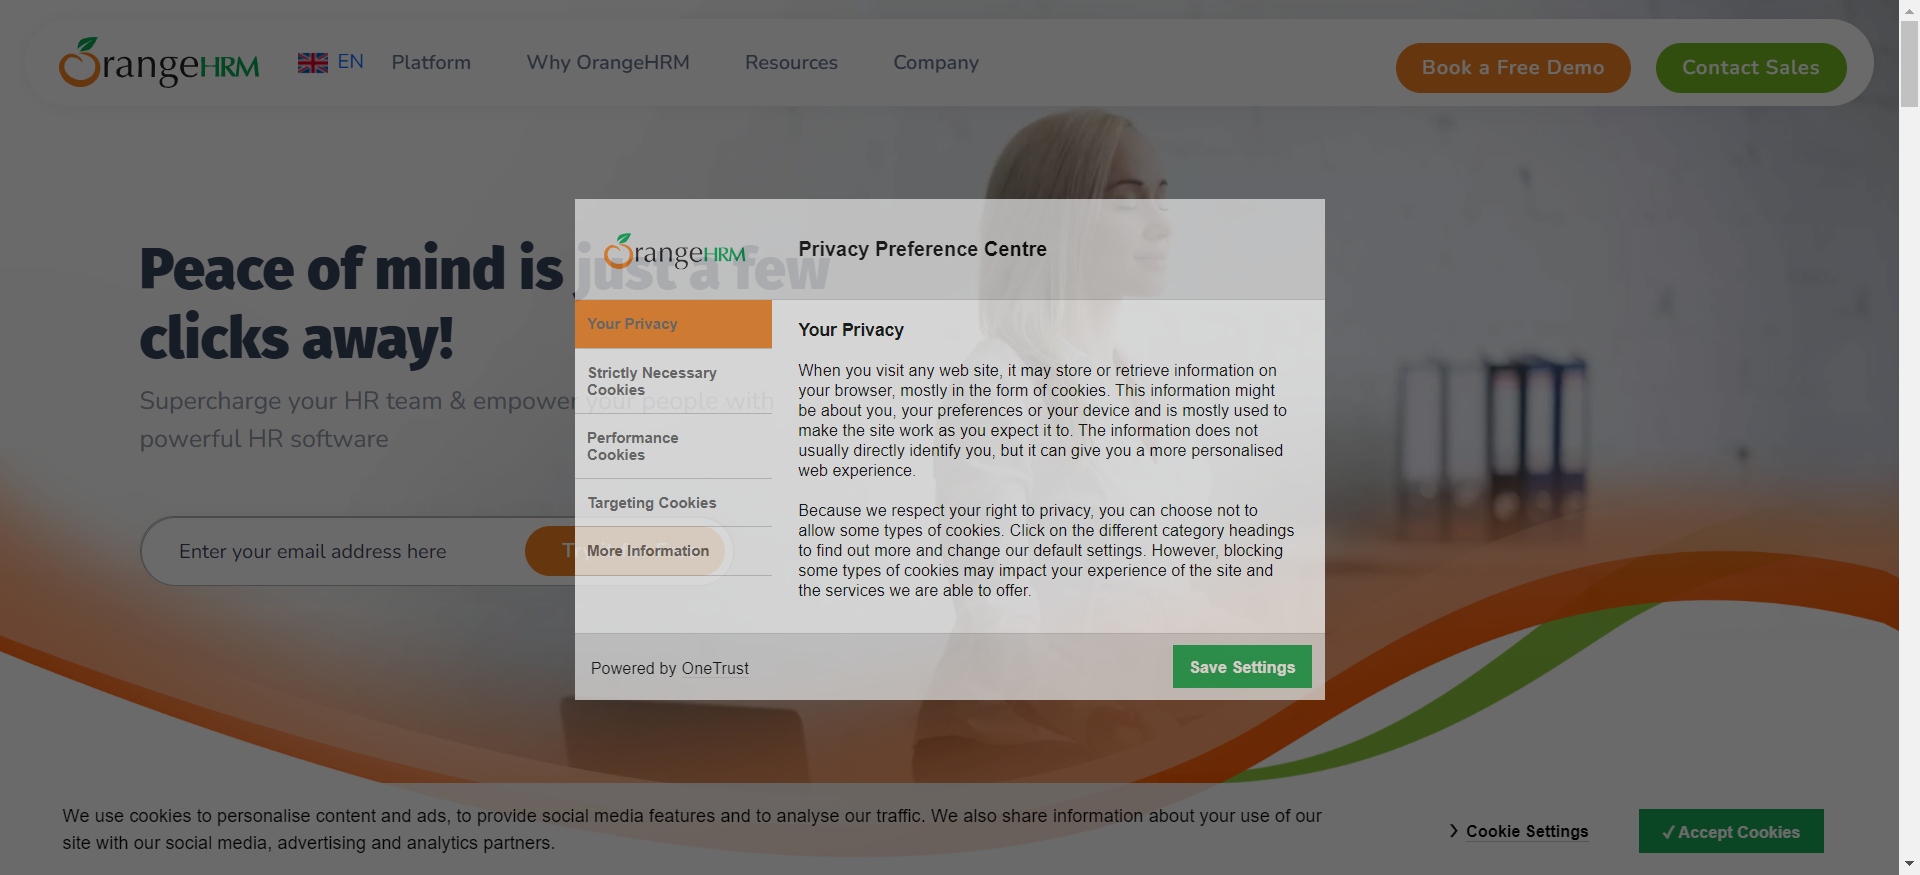 OrangeHRM
EN
Platform
Why OrangeHRM
Resources
Company
Book a Free Demo
Contact Sales
Peace of mind is just a few
clicks away!
Supercharge your HR team & empower your people with
powerful HR software
Enter your email address here
OrangeHRM
Privacy Preference Centre
Your Privacy
Strictly Necessary
Cookies
Performance
Cookies
Targeting Cookies
More Information
Your Privacy
When you visit any web site, it may store or retrieve information on
your browser, mostly in the form of cookies. This information might
be about you, your preferences or your device and is mostly used to
make the site work as you expect it to. The information does not
usually directly identify you, but it can give you a more personalised
web experience.
Because we respect your right to privacy, you can choose not to
allow some types of cookies. Click on the different category headings
to find out more and change our default settings. However, blocking
some types of cookies may impact your experience of the site and
the services we are able to offer.
Powered by OneTrust
Save Settings
We use cookies to personalise content and ads, to provide social media features and to analyse our traffic. We also share information about your use of our
site with our social media, advertising and analytics partners.
Cookie Settings
Accept Cookies